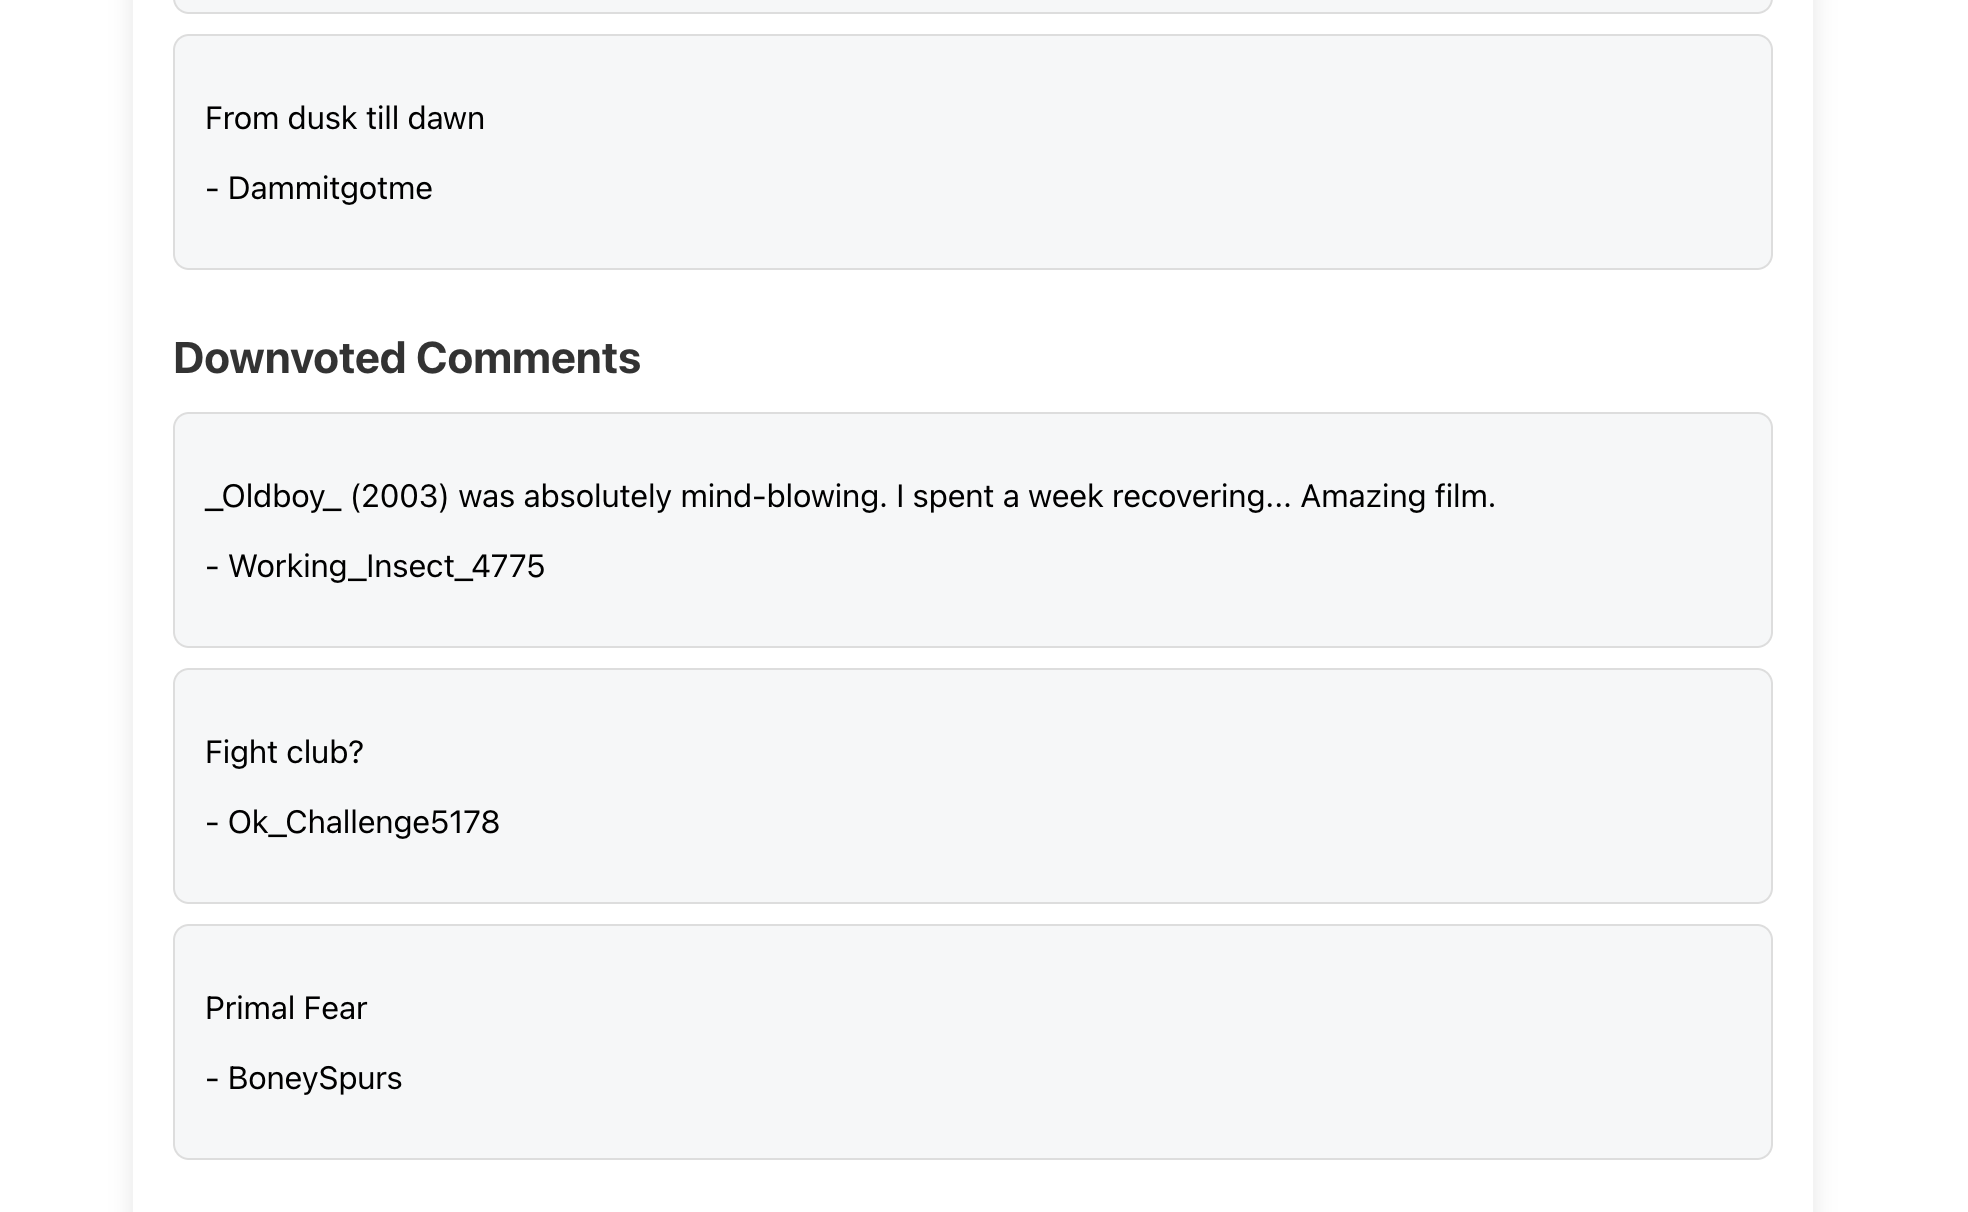 From dusk till dawn
- Dammitgotme
Downvoted Comments
_Oldboy_ (2003) was absolutely mind-blowing. I spent a week recovering... Amazing film.
- Working_Insect_4775
Fight club?
- Ok_Challenge5178
Primal Fear
- BoneySpurs